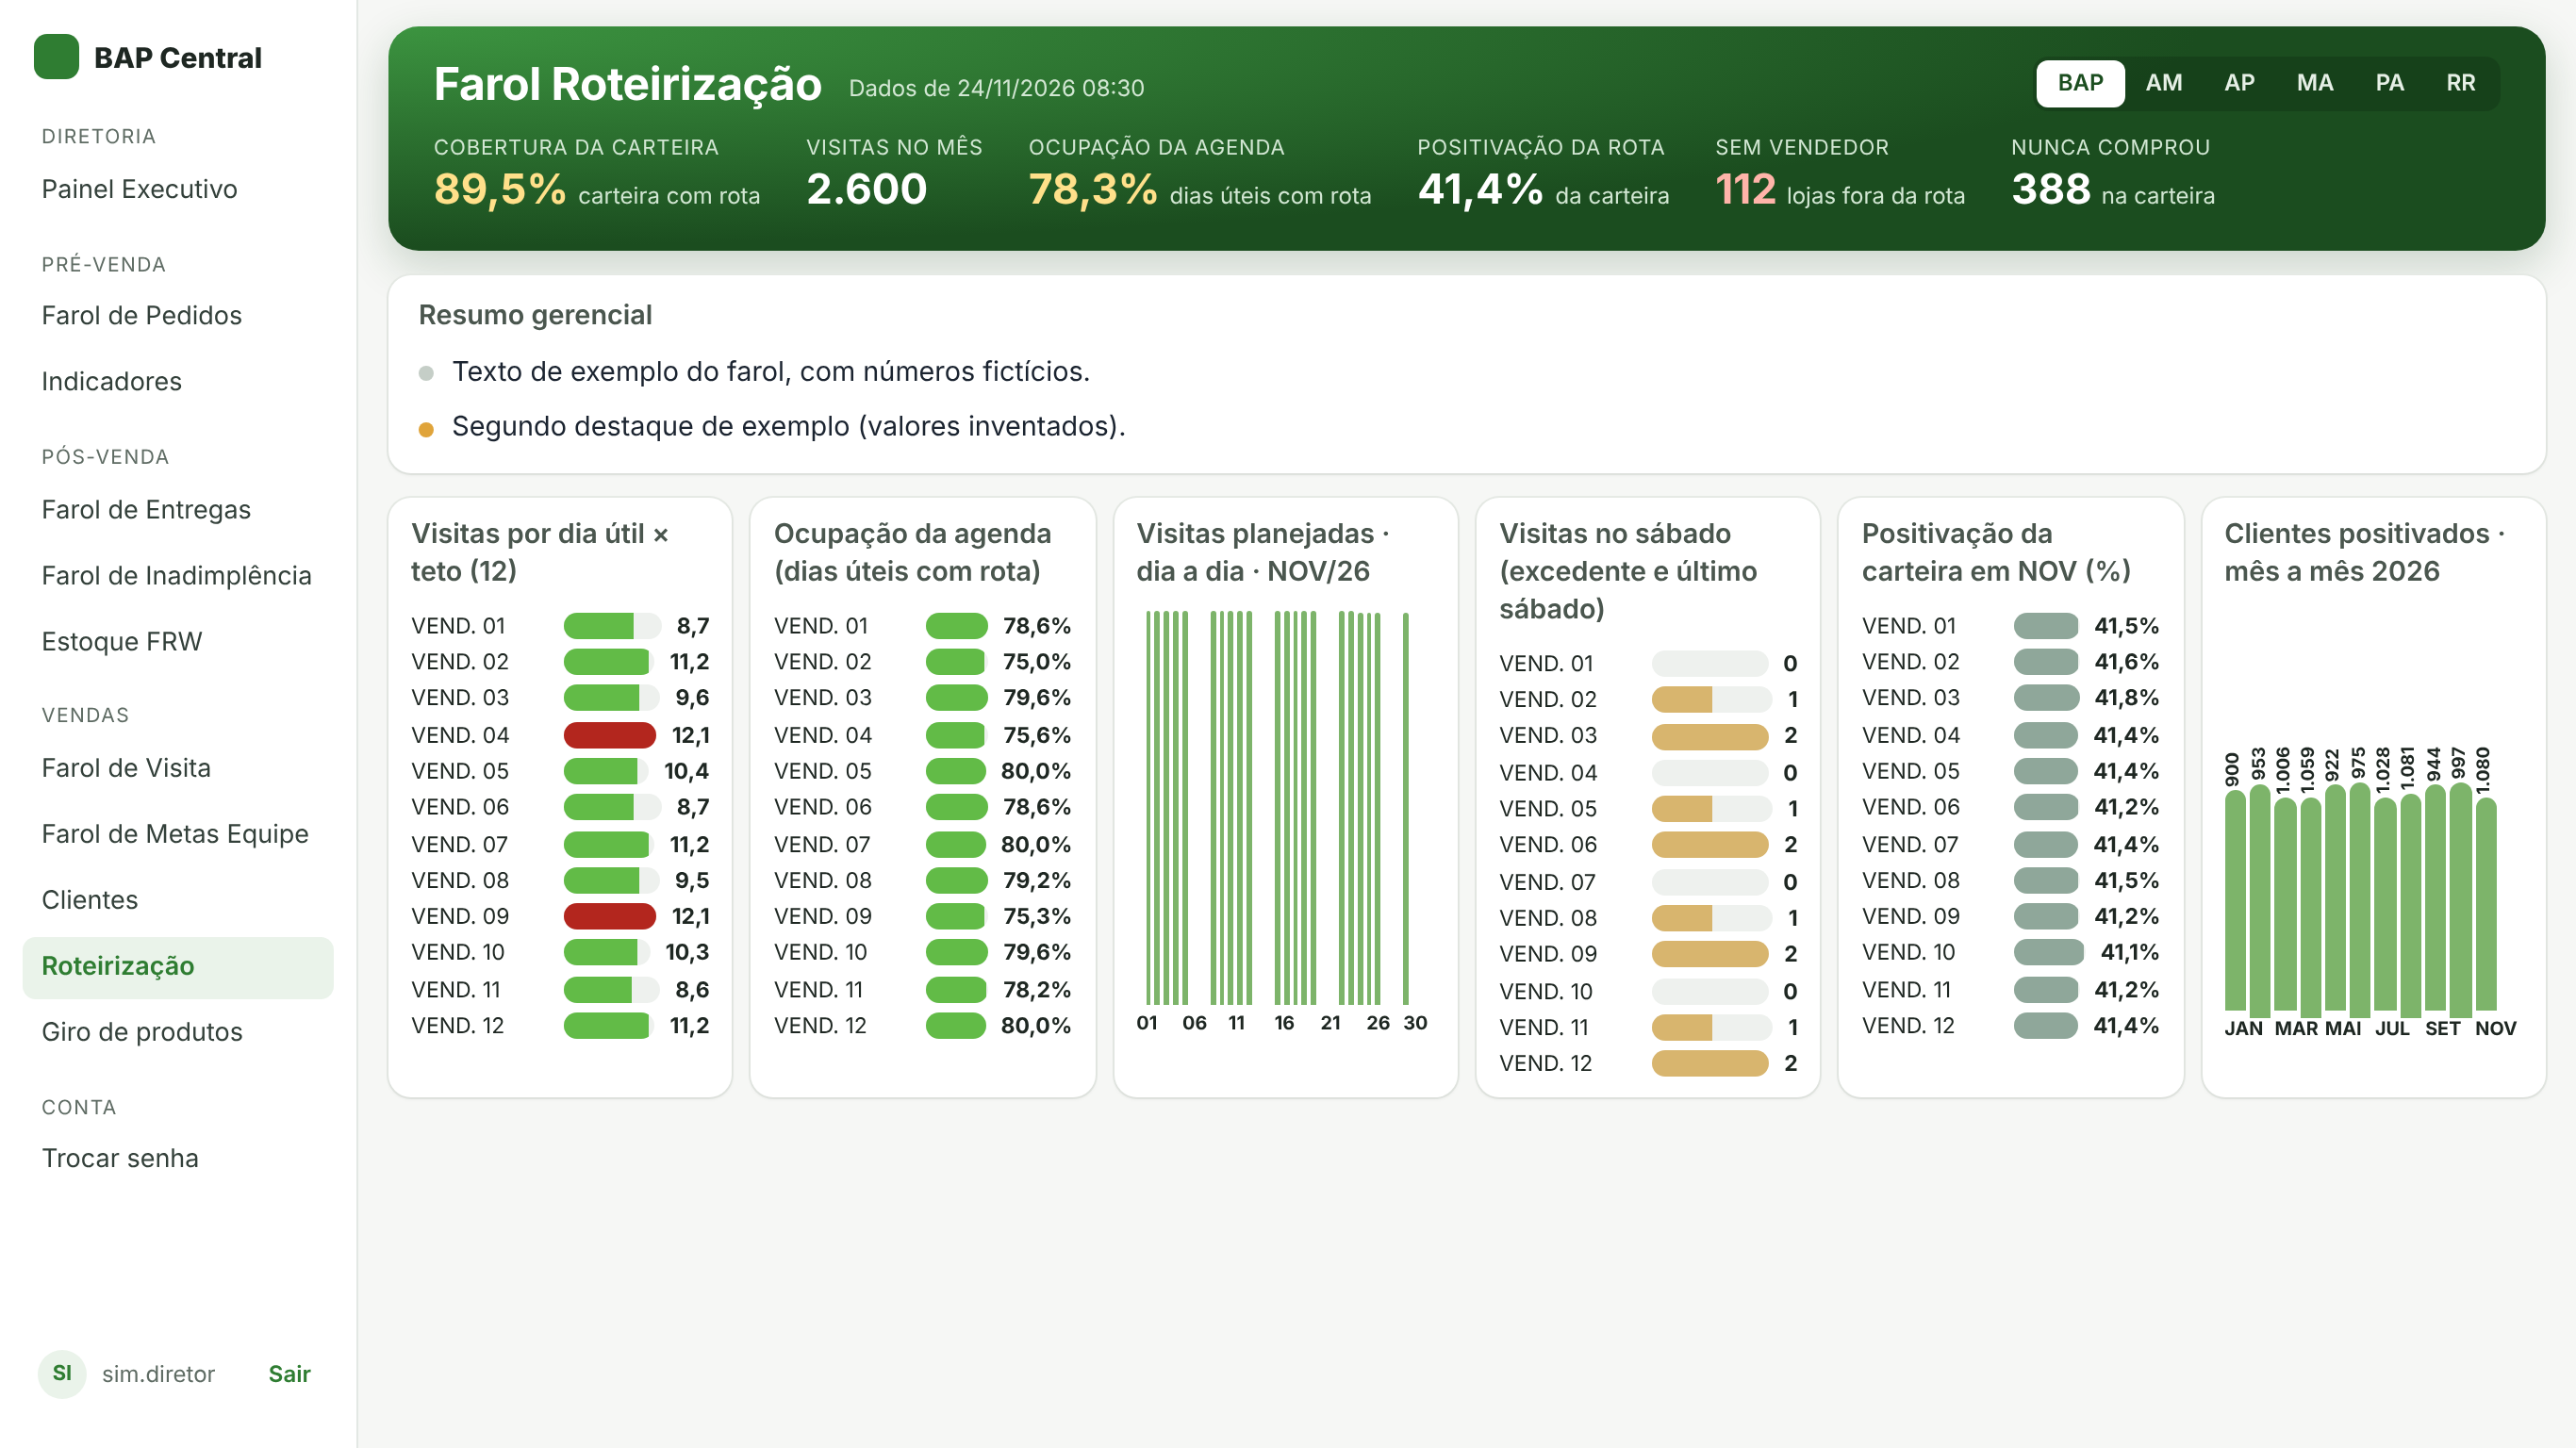 BAP Central
DIRETORIA
Painel Executivo
PRÉ-VENDA
Farol de Pedidos
Indicadores
PÓS-VENDA
Farol de Entregas
Farol de Inadimplência
Estoque FRW
VENDAS
Farol de Visita
Farol de Metas Equipe
Clientes
Roteirização
Giro de produtos
CONTA
Trocar senha
SI sim.diretor Sair
Farol Roteirização Dados de 24/11/2026 08:30
BAP AM AP MA PA RR
COBERTURA DA CARTEIRA
89,5% carteira com rota
VISITAS NO MÊS
2.600
OCUPAÇÃO DA AGENDA
78,3% dias úteis com rota
POSITIVAÇÃO DA ROTA
41,4% da carteira
SEM VENDEDOR
112 lojas fora da rota
NUNCA COMPROU
388 na carteira
Resumo gerencial
Texto de exemplo do farol, com números fictícios.
Segundo destaque de exemplo (valores inventados).
Visitas por dia útil ×
teto (12)
VEND. 01 8,7
VEND. 02 11,2
VEND. 03 9,6
VEND. 04 12,1
VEND. 05 10,4
VEND. 06 8,7
VEND. 07 11,2
VEND. 08 9,5
VEND. 09 12,1
VEND. 10 10,3
VEND. 11 8,6
VEND. 12 11,2
Ocupação da agenda
(dias úteis com rota)
VEND. 01 78,6%
VEND. 02 75,0%
VEND. 03 79,6%
VEND. 04 75,6%
VEND. 05 80,0%
VEND. 06 78,6%
VEND. 07 80,0%
VEND. 08 79,2%
VEND. 09 75,3%
VEND. 10 79,6%
VEND. 11 78,2%
VEND. 12 80,0%
Visitas planejadas ·
dia a dia · NOV/26
01 06 11 16 21 26 30
Visitas no sábado
(excedente e último
sábado)
VEND. 01 0
VEND. 02 1
VEND. 03 2
VEND. 04 0
VEND. 05 1
VEND. 06 2
VEND. 07 0
VEND. 08 1
VEND. 09 2
VEND. 10 0
VEND. 11 1
VEND. 12 2
Positivação da
carteira em NOV (%)
VEND. 01 41,5%
VEND. 02 41,6%
VEND. 03 41,8%
VEND. 04 41,4%
VEND. 05 41,4%
VEND. 06 41,2%
VEND. 07 41,4%
VEND. 08 41,5%
VEND. 09 41,2%
VEND. 10 41,1%
VEND. 11 41,2%
VEND. 12 41,4%
Clientes positivados ·
mês a mês 2026
900 953 1.006 1.059 922 975 1.028 1.081 944 997 1.080
JAN MAR MAI JUL SET NOV